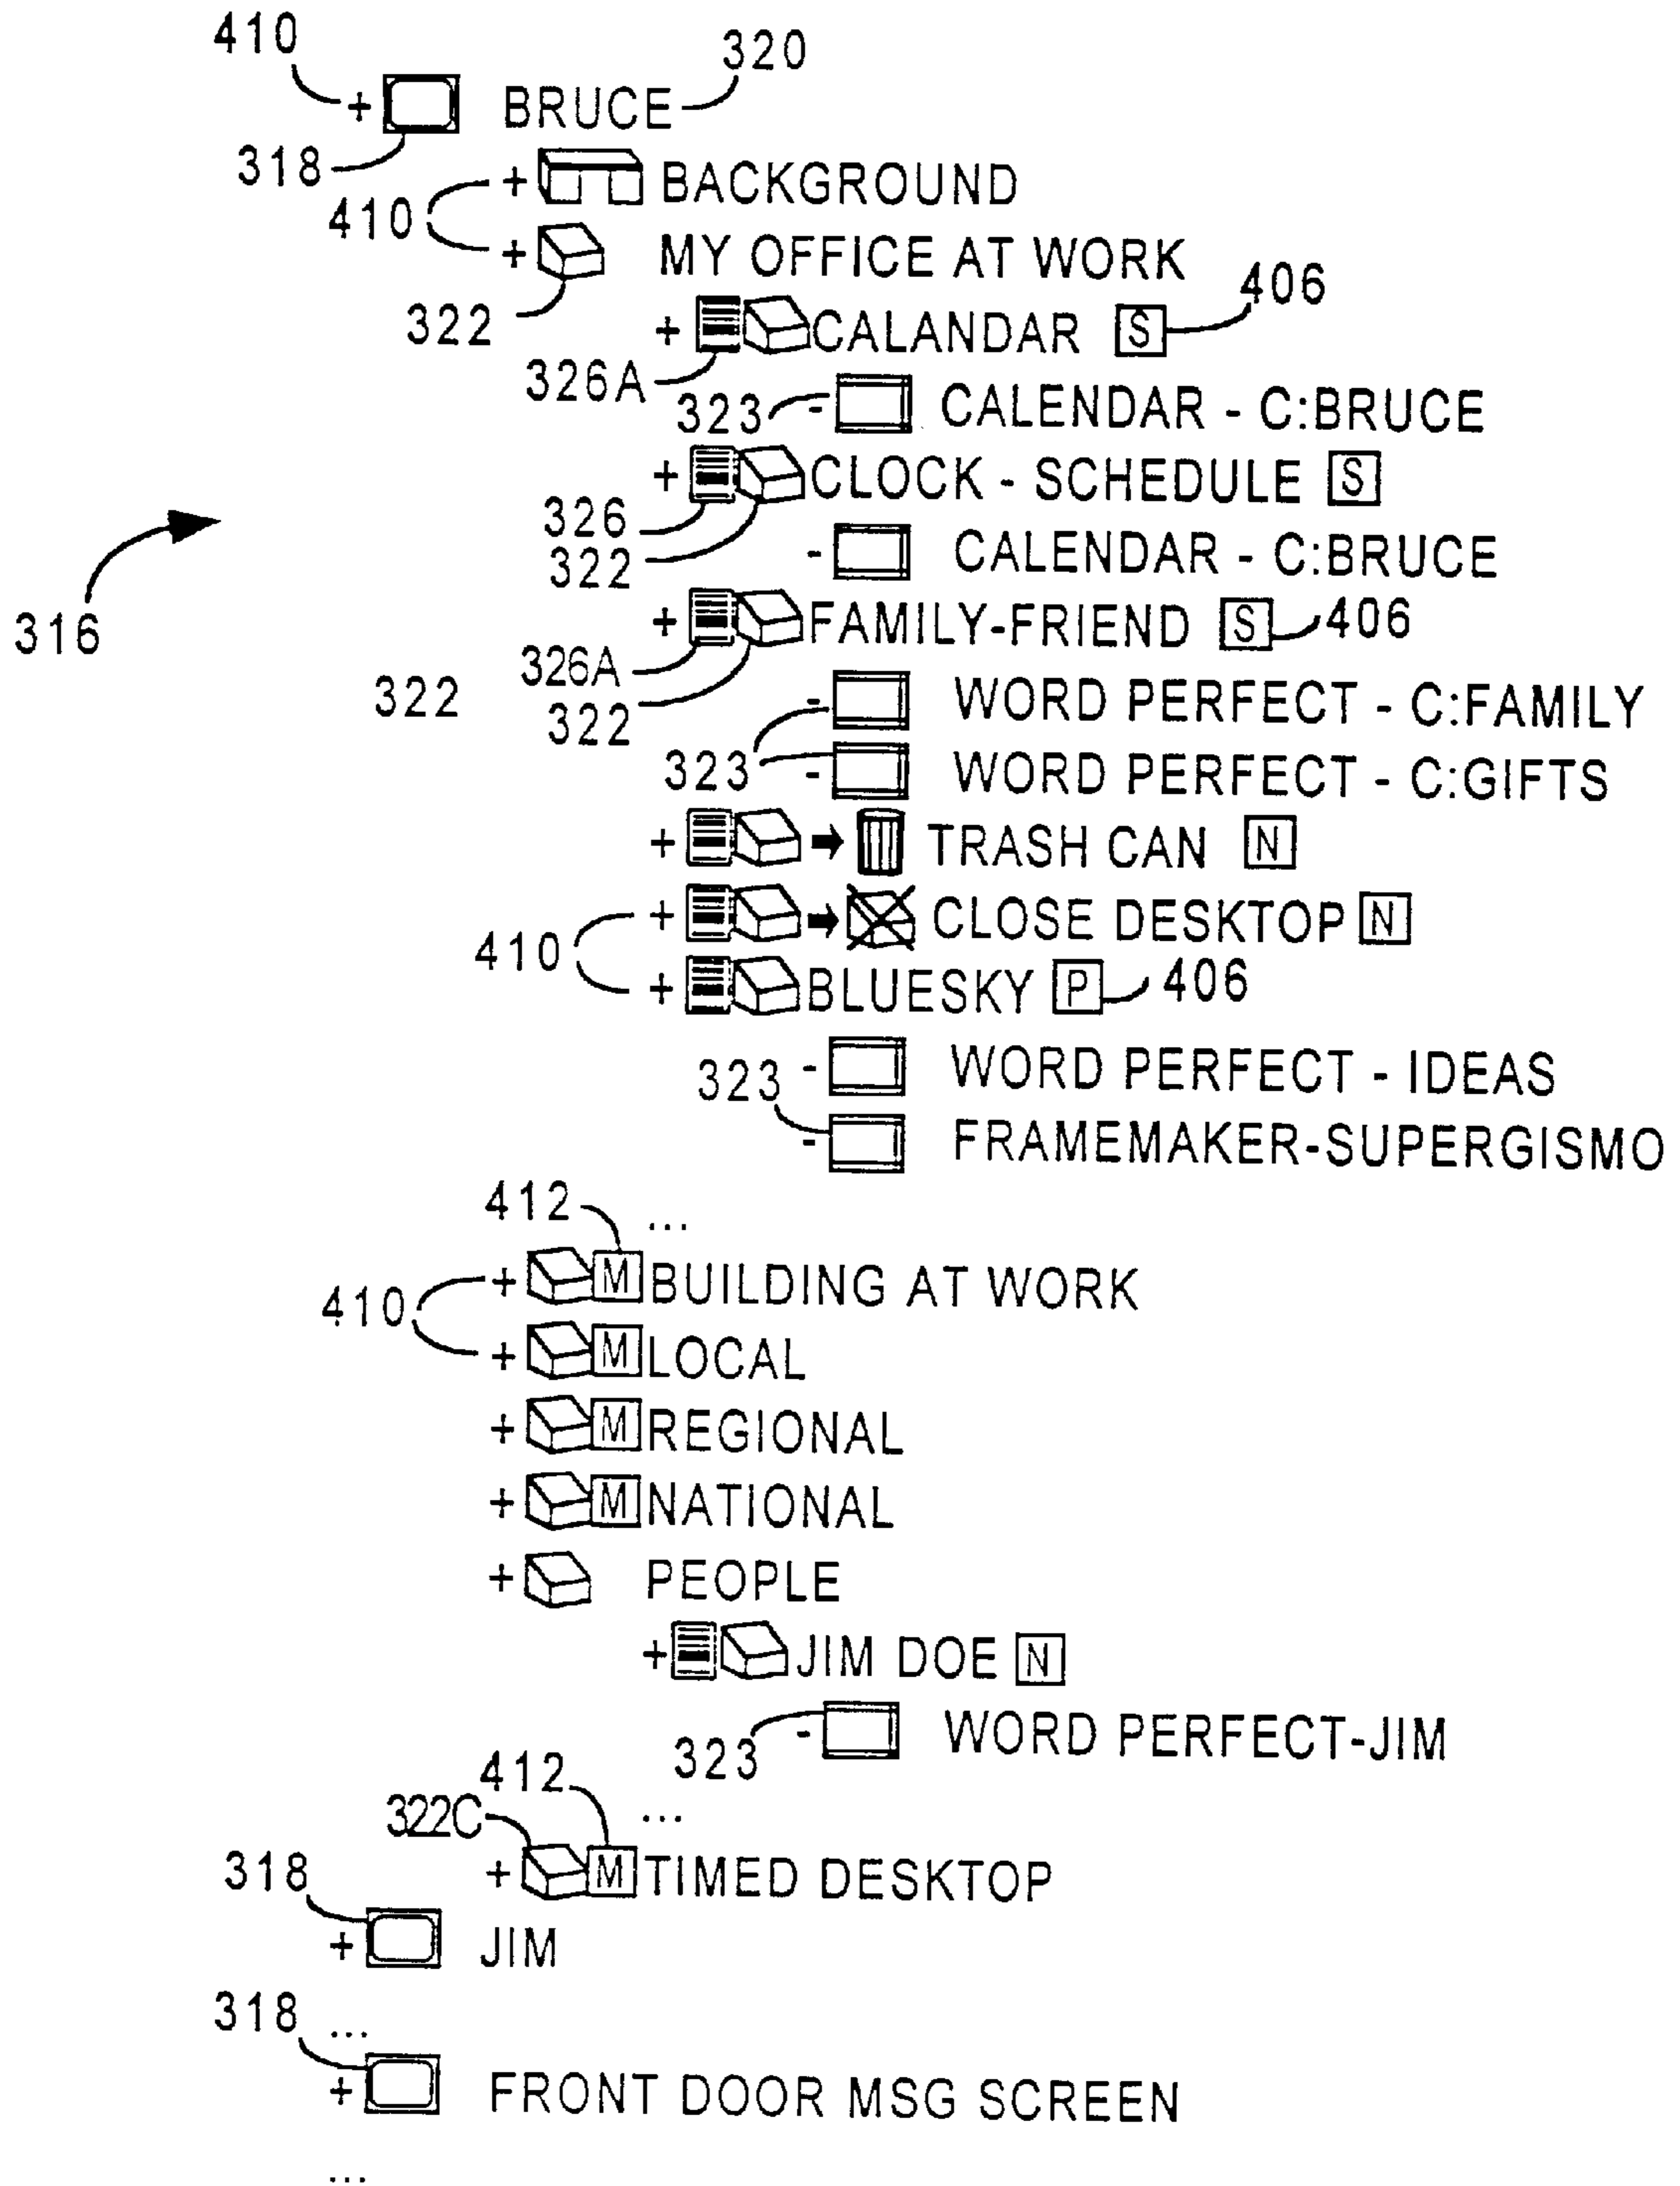 410
320
+ BRUCE
318
+ BACKGROUND
410
+ MY OFFICE AT WORK
322
406
+ CALANDAR S
326A
323 - CALENDAR - C:BRUCE
+ CLOCK - SCHEDULE S
326
322
- CALENDAR - C:BRUCE
316
+ FAMILY-FRIEND S 406
326A
322
322
- WORD PERFECT - C:FAMILY
323
- WORD PERFECT - C:GIFTS
+ TRASH CAN N
+ CLOSE DESKTOP N
410
+ BLUESKY P 406
- WORD PERFECT - IDEAS
323
- FRAMEMAKER-SUPERGISMO
412
...
+ M BUILDING AT WORK
410
+ M LOCAL
+ M REGIONAL
+ M NATIONAL
+ PEOPLE
+ JIM DOE N
- WORD PERFECT-JIM
323
412
322C
...
+ M TIMED DESKTOP
318
+ JIM
318
...
+ FRONT DOOR MSG SCREEN
...